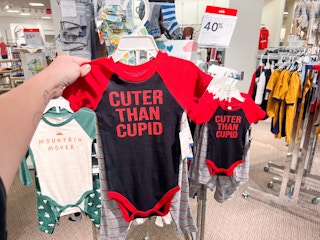 40%
CUTER
THAN
CUPID
CUTER
THAN
CUPID
MOUNTAIN
MOVER